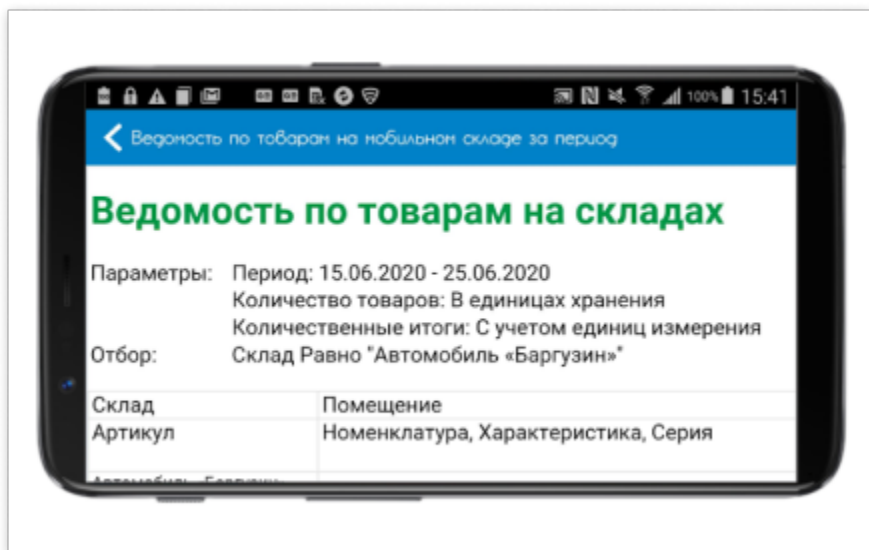 100% 15:41
Ведомость по товарам на мобильном складе за период
Ведомость по товарам на складах
Параметры: Период: 15.06.2020 - 25.06.2020
Количество товаров: В единицах хранения
Количественные итоги: С учетом единиц измерения
Отбор: Склад Равно "Автомобиль «Баргузин»"
Склад Помещение
Артикул Номенклатура, Характеристика, Серия